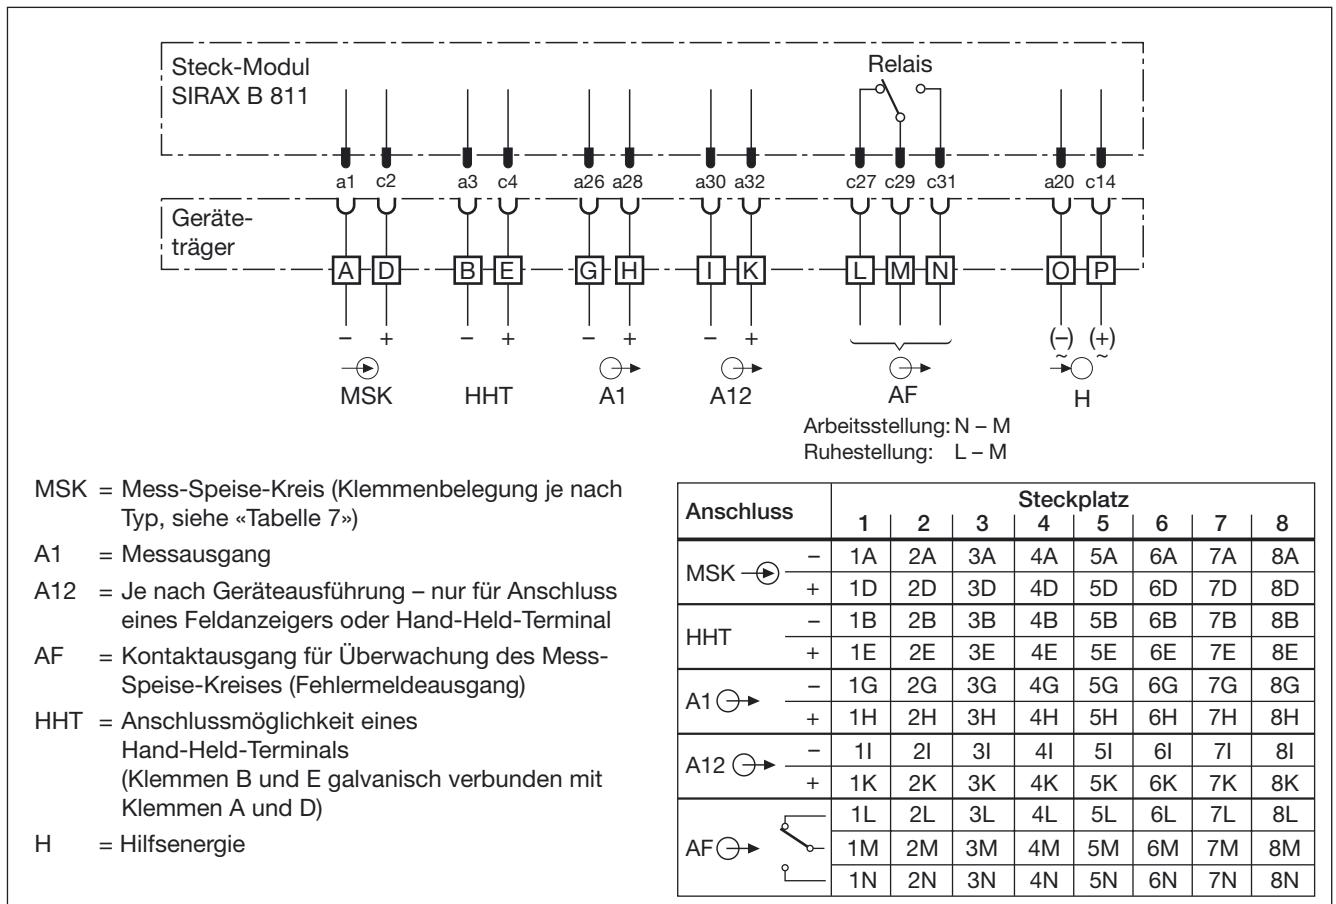 Steck-Modul
SIRAX B 811
Relais
a1 c2 a3 c4 a26 a28 a30 a32 c27 c29 c31 a20 c14
Geräte-
träger
A D B E G H I K L M N O P
– + – + – + – + (–) (+)
~ ~
MSK HHT A1 A12 AF H
Arbeitsstellung: N – M
Ruhestellung: L – M
MSK = Mess-Speise-Kreis (Klemmenbelegung je nach
Typ, siehe «Tabelle 7»)
A1 = Messausgang
A12 = Je nach Geräteausführung – nur für Anschluss
eines Feldanzeigers oder Hand-Held-Terminal
AF = Kontaktausgang für Überwachung des Mess-
Speise-Kreises (Fehlermeldeausgang)
HHT = Anschlussmöglichkeit eines
Hand-Held-Terminals
(Klemmen B und E galvanisch verbunden mit
Klemmen A und D)
H = Hilfsenergie
Anschluss Steckplatz
1 2 3 4 5 6 7 8
MSK – 1A 2A 3A 4A 5A 6A 7A 8A
+ 1D 2D 3D 4D 5D 6D 7D 8D
HHT – 1B 2B 3B 4B 5B 6B 7B 8B
+ 1E 2E 3E 4E 5E 6E 7E 8E
A1 – 1G 2G 3G 4G 5G 6G 7G 8G
+ 1H 2H 3H 4H 5H 6H 7H 8H
A12 – 1I 2I 3I 4I 5I 6I 7I 8I
+ 1K 2K 3K 4K 5K 6K 7K 8K
AF 1L 2L 3L 4L 5L 6L 7L 8L
1M 2M 3M 4M 5M 6M 7M 8M
1N 2N 3N 4N 5N 6N 7N 8N